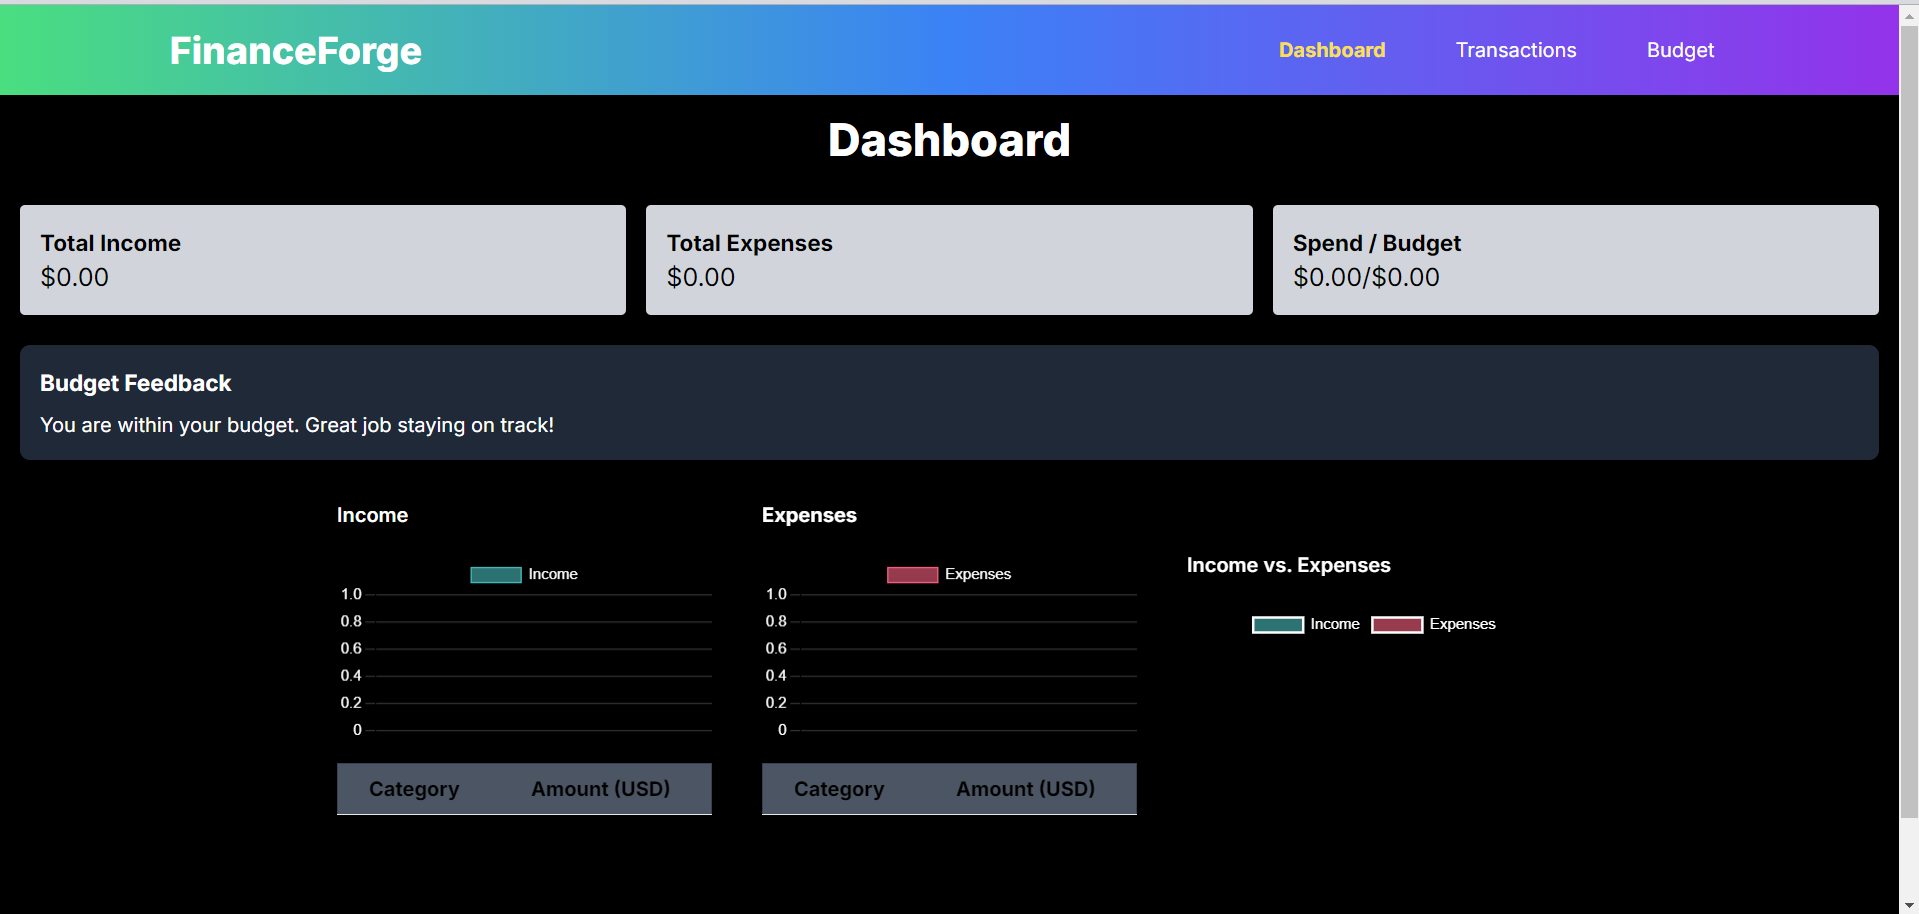 FinanceForge
Dashboard Transactions Budget
Dashboard
Total Income
$0.00
Total Expenses
$0.00
Spend / Budget
$0.00/$0.00
Budget Feedback
You are within your budget. Great job staying on track!
Income
Income
1.0
0.8
0.6
0.4
0.2
0
Category Amount (USD)
Expenses
Expenses
1.0
0.8
0.6
0.4
0.2
0
Category Amount (USD)
Income vs. Expenses
Income Expenses